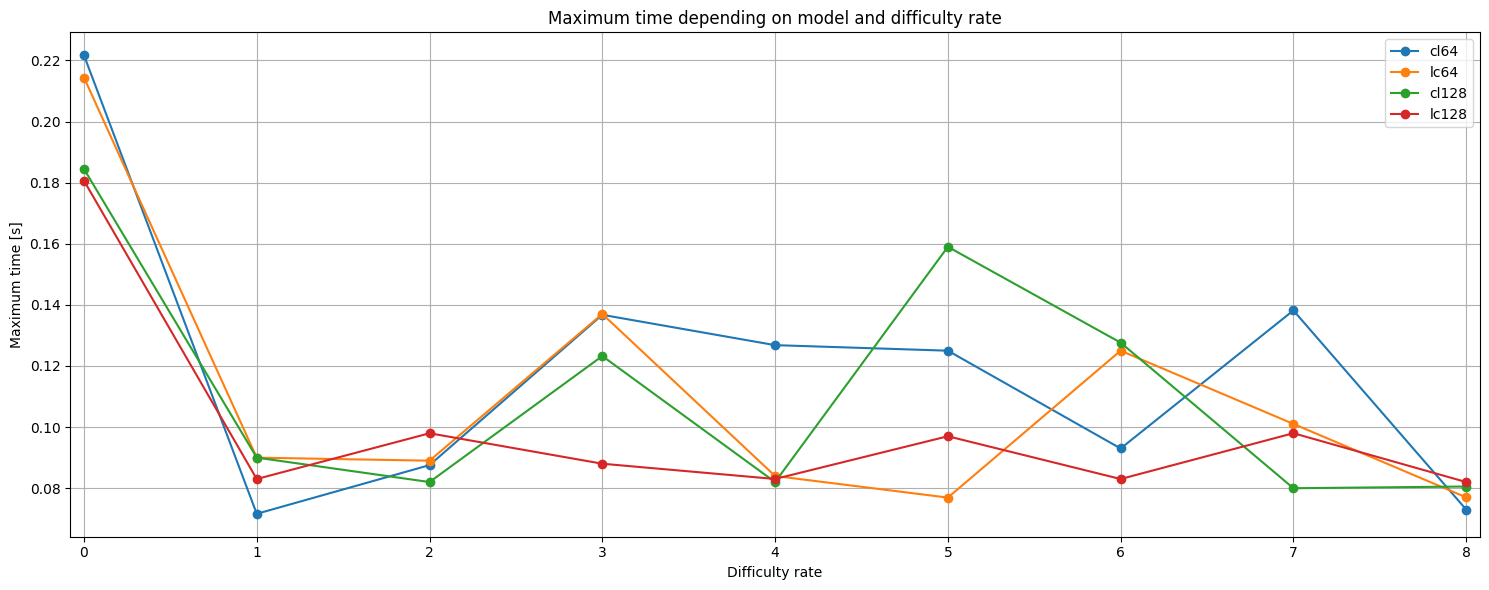 Maximum time depending on model and difficulty rate
cl64
lc64
cl128
lc128
Maximum time [s]
0.22
0.20
0.18
0.16
0.14
0.12
0.10
0.08
0 1 2 3 4 5 6 7 8
Difficulty rate